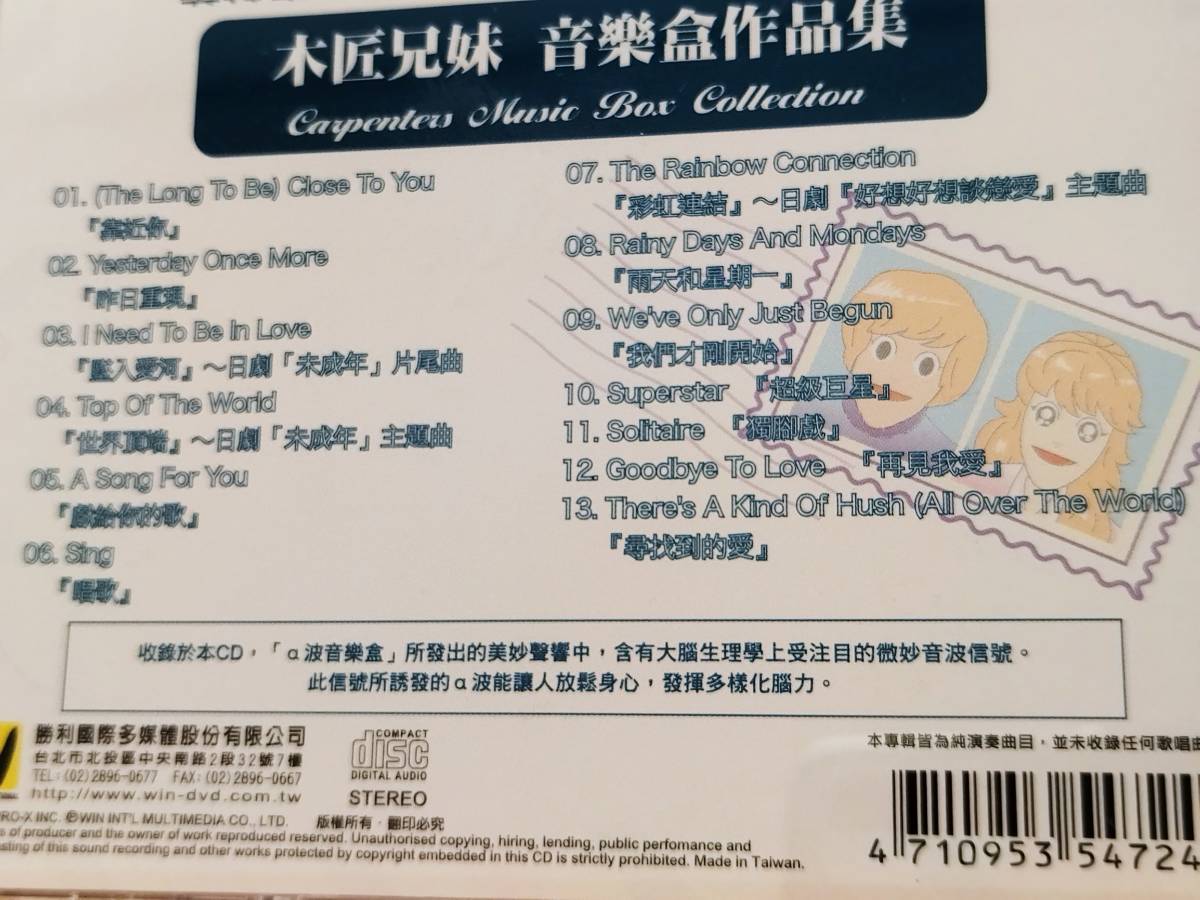 木匠兄妹 音樂盒作品集
Carpenters Music Box Collection
01. (The Long To Be) Close To You
『靠近你』
02. Yesterday Once More
『昨日重現』
03. I Need To Be In Love
『墜入愛河』～日劇「未成年」片尾曲
04. Top Of The World
『世界頂端』～日劇「未成年」主題曲
05. A Song For You
『獻給你的歌』
06. Sing
『唱歌』
07. The Rainbow Connection
『彩虹連結』～日劇『好想好想談戀愛』主題曲
08. Rainy Days And Mondays
『雨天和星期一』
09. We've Only Just Begun
『我們才剛開始』
10. Superstar 『超級巨星』
11. Solitaire 『獨腳戲』
12. Goodbye To Love 『再見我愛』
13. There's A Kind Of Hush (All Over The World)
『尋找到的愛』
收錄於本CD，「α波音樂盒」所發出的美妙聲響中，含有大腦生理學上受注目的微妙音波信號。
此信號所誘發的α波能讓人放鬆身心，發揮多樣化腦力。
勝利國際多媒體股份有限公司
台北市北投區中央南路2段32號7樓
TEL:(02)2896-0677 FAX:(02)2896-0667
http://www.win-dvd.com.tw
COMPACT
disc
DIGITAL AUDIO
STEREO
本專輯皆為純演奏曲目，並未收錄任何歌唱曲
PRO-X INC. ℗WIN INT'L MULTIMEDIA CO., LTD. 版權所有．翻印必究
of producer and the owner of work reproduced reserved. Unauthorised copying, hiring, lending, public perfomance and
of this sound recording and other works protected by copyright embedded in this CD is strictly prohibited. Made in Taiwan.
4 710953 54724